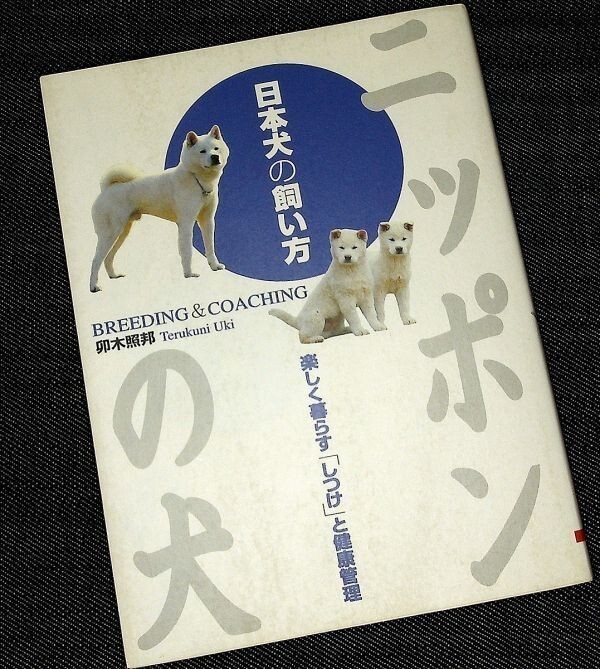 ニッポン
の犬
日本犬の飼い方
BREEDING & COACHING
卯木照邦 Terukuni Uki
楽しく暮らす「しつけ」と健康管理